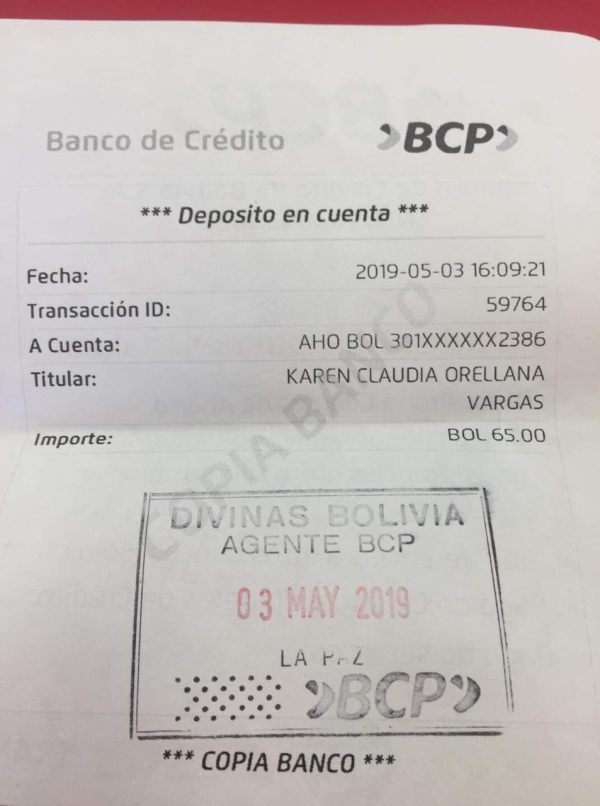 Banco de Crédito BCP
*** Deposito en cuenta ***
Fecha: 2019-05-03 16:09:21
Transacción ID: 59764
A Cuenta: AHO BOL 301XXXXXX2386
Titular: KAREN CLAUDIA ORELLANA
VARGAS
Importe: BOL 65.00
COPIA BANCO
DIVINAS BOLIVIA
AGENTE BCP
03 MAY 2019
LA PAZ
BCP
*** COPIA BANCO ***